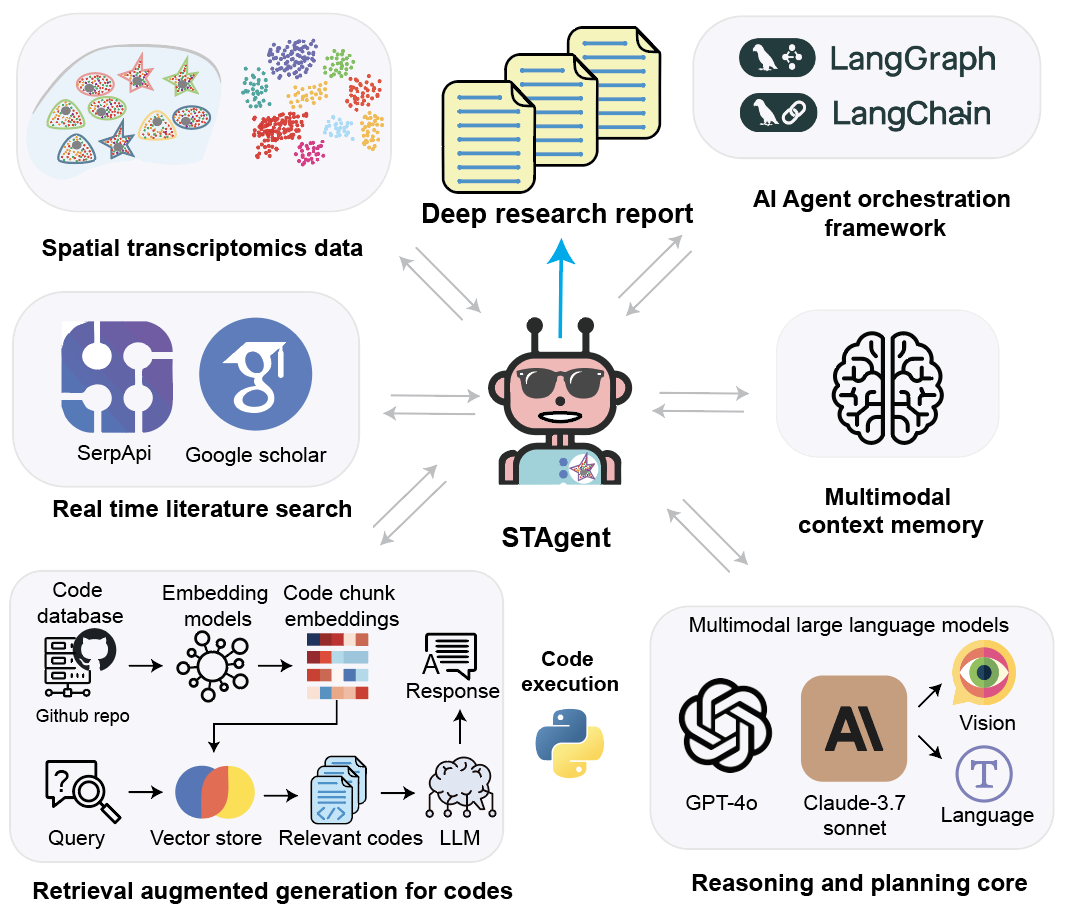 LangGraph
LangChain
Deep research report
AI Agent orchestration
framework
Spatial transcriptomics data
SerpApi
Google scholar
Real time literature search
STAgent
Multimodal
context memory
Code
database
Embedding
models
Code chunk
embeddings
Github repo
A
Response
?
Query
Vector store
</>
Relevant codes
LLM
Retrieval augmented generation for codes
Code
execution
Multimodal large language models
GPT-4o
A\
Claude-3.7
sonnet
Vision
T
Language
Reasoning and planning core